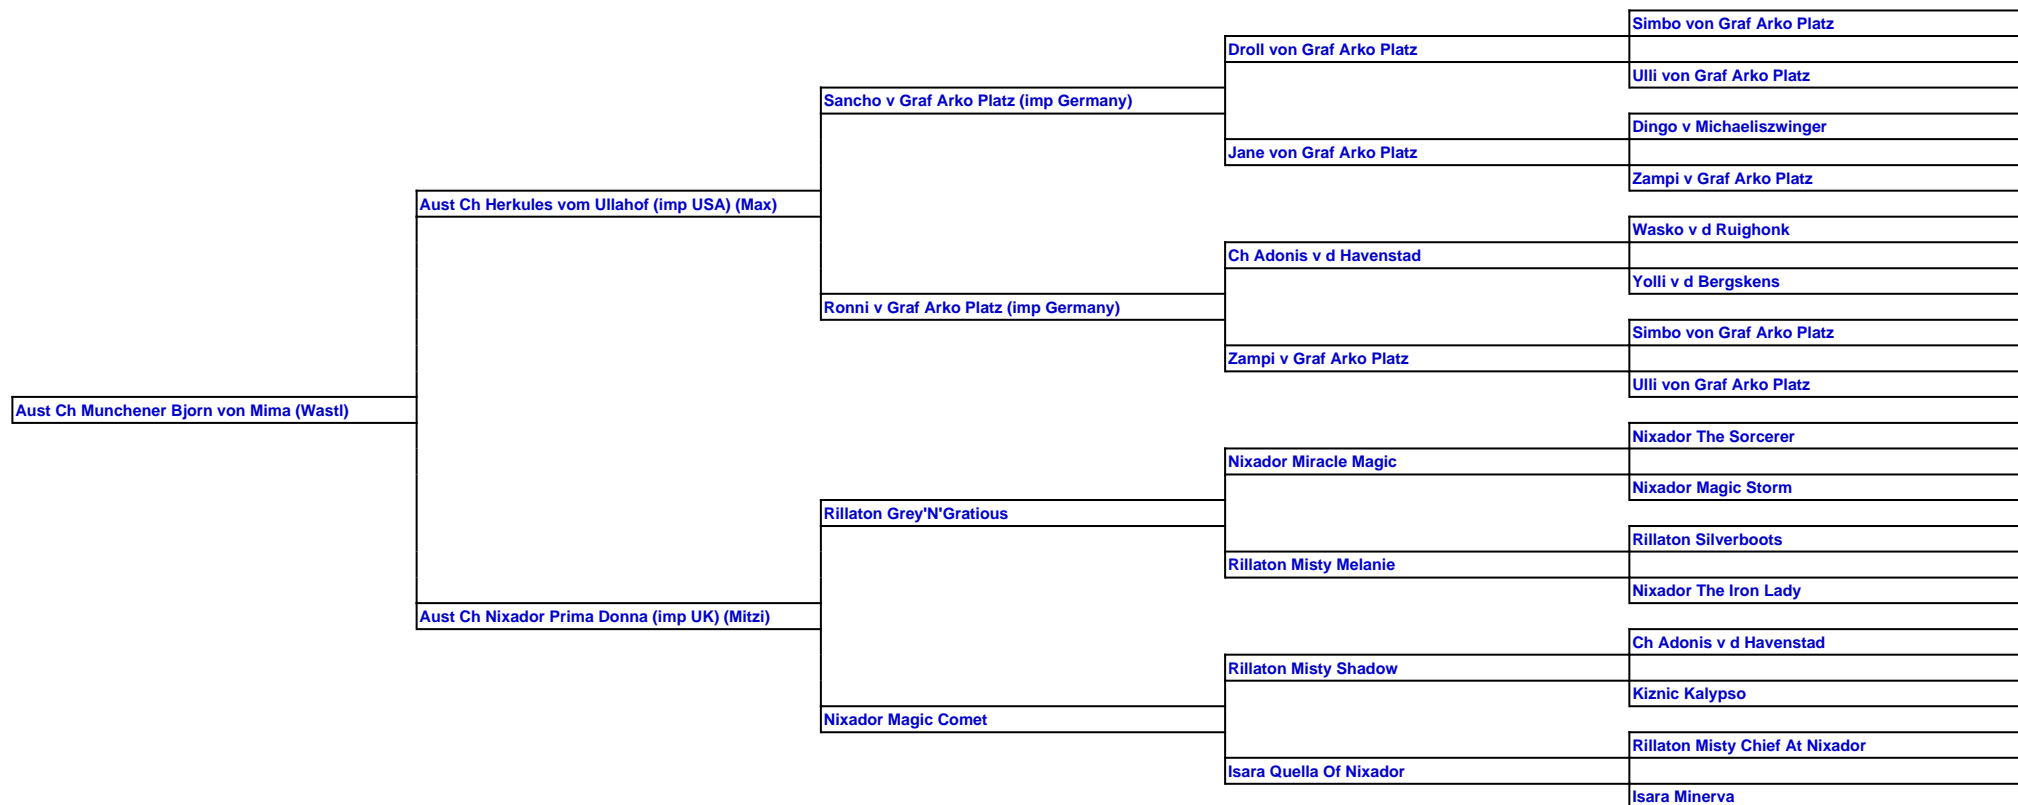 Simbo von Graf Arko Platz
Droll von Graf Arko Platz
Ulli von Graf Arko Platz
Sancho v Graf Arko Platz (imp Germany)
Dingo v Michaeliszwinger
Jane von Graf Arko Platz
Zampi v Graf Arko Platz
Aust Ch Herkules vom Ullahof (imp USA) (Max)
Wasko v d Ruighonk
Ch Adonis v d Havenstad
Yolli v d Bergskens
Ronni v Graf Arko Platz (imp Germany)
Simbo von Graf Arko Platz
Zampi v Graf Arko Platz
Ulli von Graf Arko Platz
Aust Ch Munchener Bjorn von Mima (Wastl)
Nixador The Sorcerer
Nixador Miracle Magic
Nixador Magic Storm
Rillaton Grey'N'Gratious
Rillaton Silverboots
Rillaton Misty Melanie
Nixador The Iron Lady
Aust Ch Nixador Prima Donna (imp UK) (Mitzi)
Ch Adonis v d Havenstad
Rillaton Misty Shadow
Kiznic Kalypso
Nixador Magic Comet
Rillaton Misty Chief At Nixador
Isara Quella Of Nixador
Isara Minerva